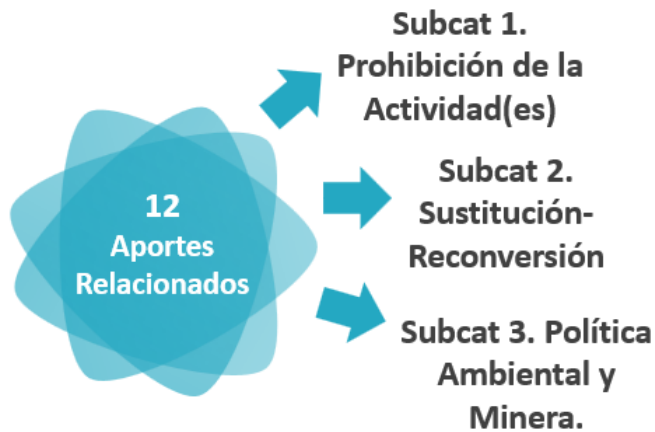 12
Aportes
Relacionados
Subcat 1.
Prohibición de la
Actividad(es)
Subcat 2.
Sustitución-
Reconversión
Subcat 3. Política
Ambiental y
Minera.